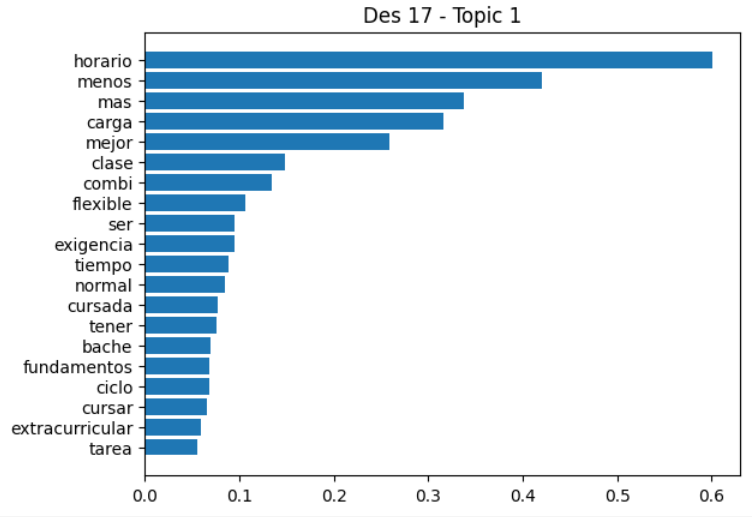 Des 17 - Topic 1
horario
menos
mas
carga
mejor
clase
combi
flexible
ser
exigencia
tiempo
normal
cursada
tener
bache
fundamentos
ciclo
cursar
extracurricular
tarea
0.0 0.1 0.2 0.3 0.4 0.5 0.6